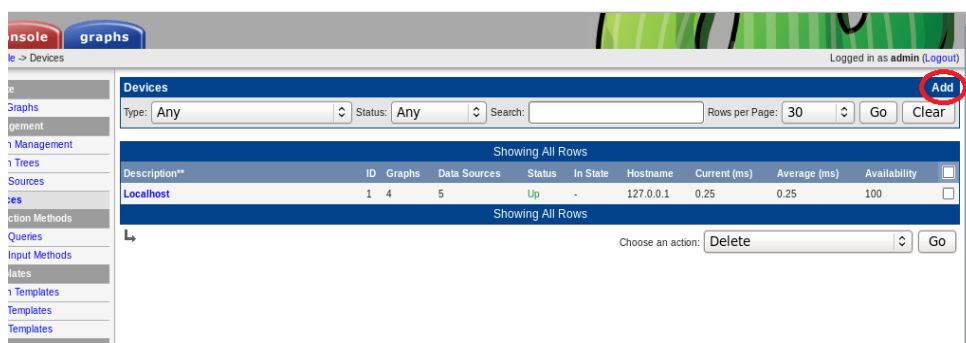 nsole graphs
le -> Devices
Logged in as admin (Logout)
te
Graphs
gement
h Management
h Trees
Sources
ces
ction Methods
Queries
Input Methods
lates
h Templates
Templates
Templates
Devices Add
Type: Any Status: Any Search: Rows per Page: 30 Go Clear
Showing All Rows
Description** ID Graphs Data Sources Status In State Hostname Current (ms) Average (ms) Availability
Localhost 1 4 5 Up - 127.0.0.1 0.25 0.25 100
Showing All Rows
Choose an action: Delete Go